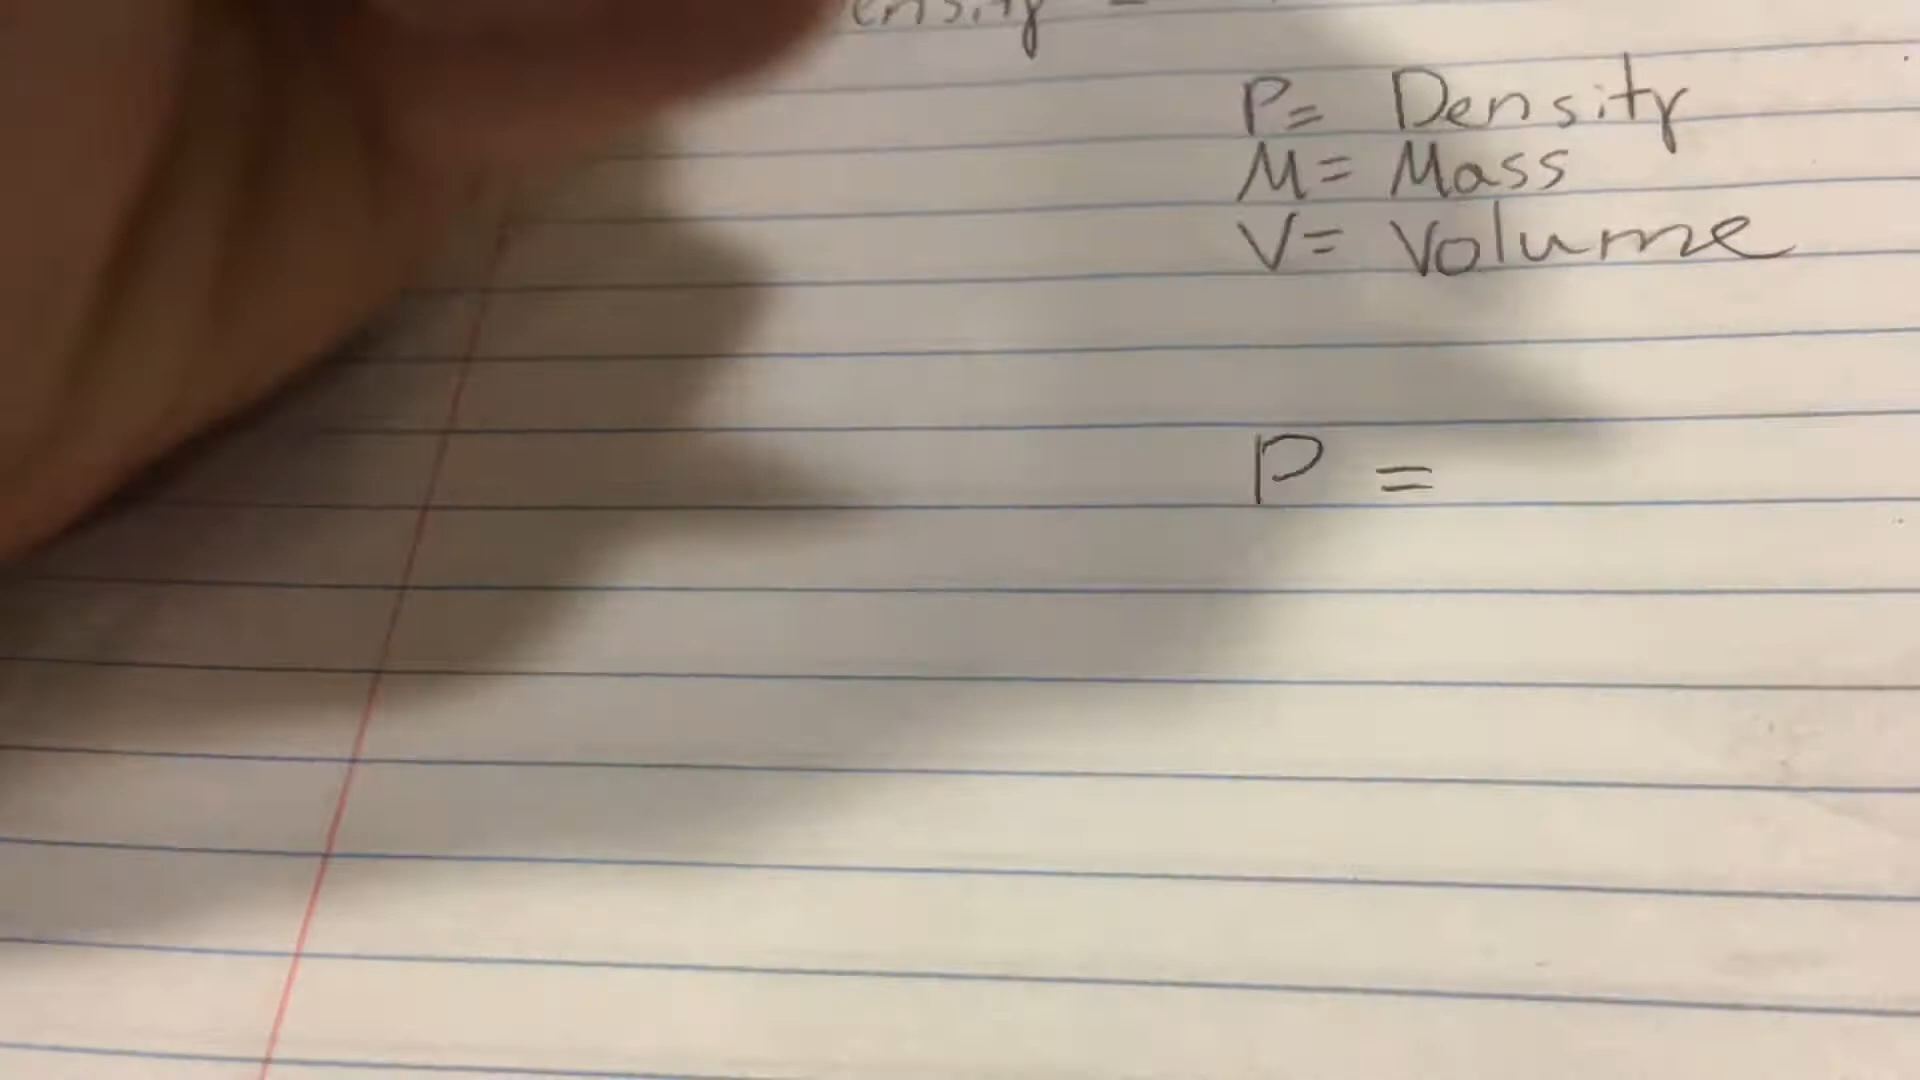 P= Density
M= Mass
V= Volume
P =